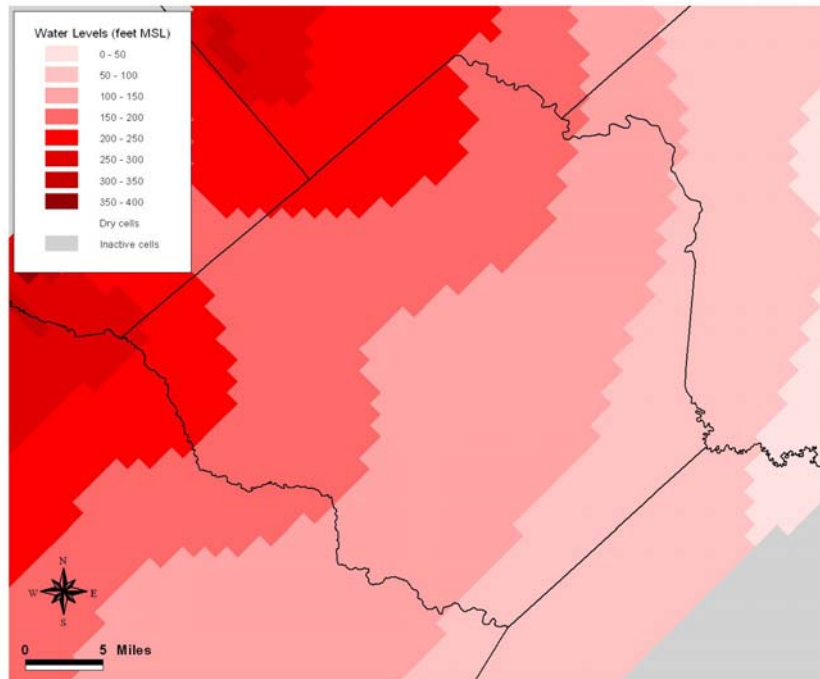 Water Levels (feet MSL)
0 - 50
50 - 100
100 - 150
150 - 200
200 - 250
250 - 300
300 - 350
350 - 400
Dry cells
Inactive cells
N
W E
S
0 5 Miles